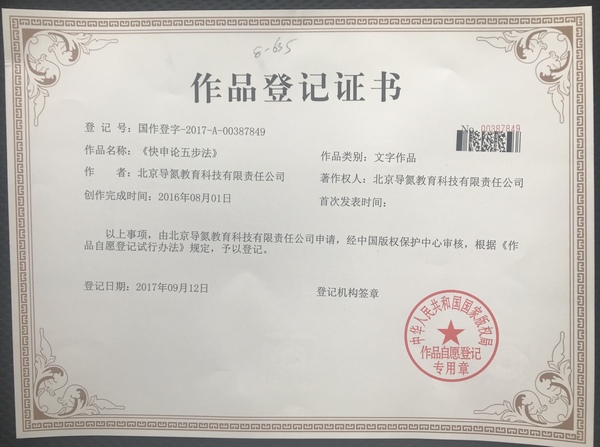 8-655
作品登记证书
登 记 号：国作登字-2017-A-00387849
No. 00387849
作品名称：《快申论五步法》
作品类别：文字作品
作 者：北京导氮教育科技有限责任公司
著作权人：北京导氮教育科技有限责任公司
创作完成时间：2016年08月01日
首次发表时间：
以上事项，由北京导氮教育科技有限责任公司申请，经中国版权保护中心审核，根据《作
品自愿登记试行办法》规定，予以登记。
登记日期：2017年09月12日
登记机构签章
中华人民共和国国家版权局
作品自愿登记
专用章